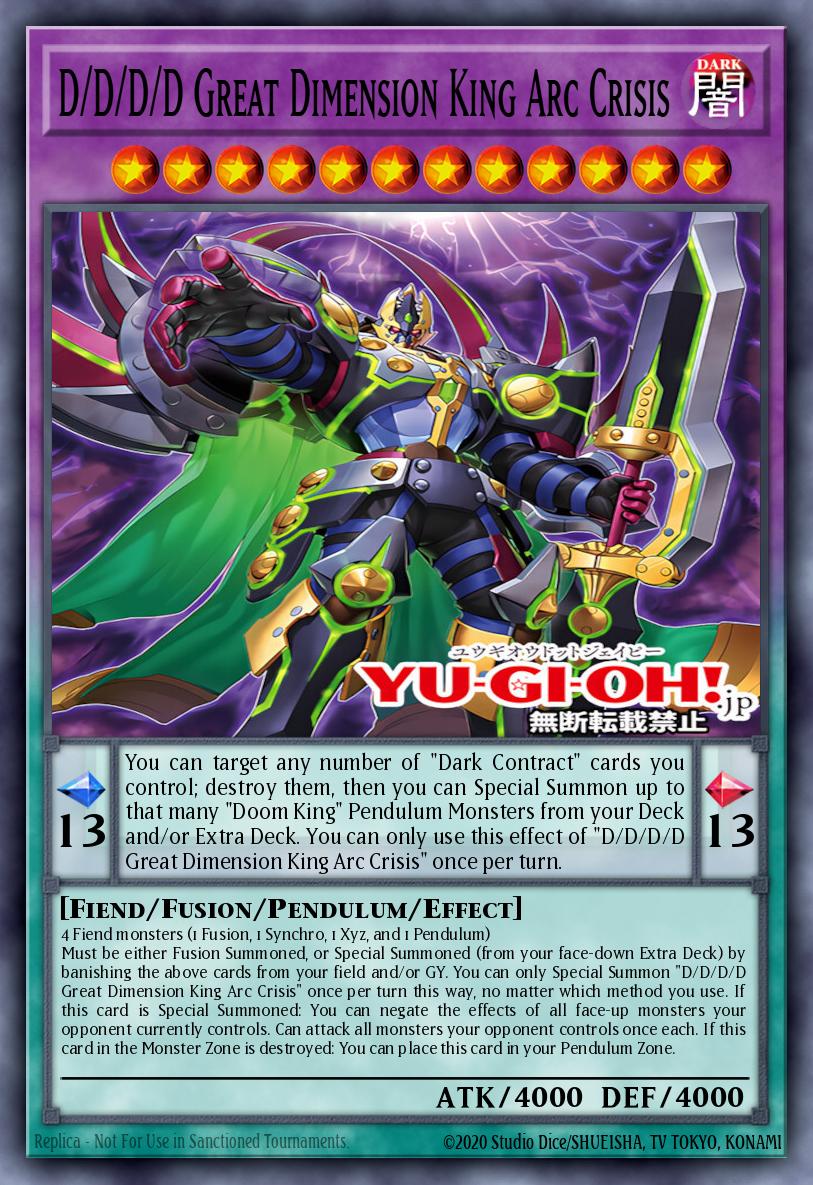 D/D/D/D Great Dimension King Arc Crisis
DARK
闇
ユウギオウドットジェイピー
YU-GI-OH!.jp
無断転載禁止
You can target any number of "Dark Contract" cards you
control; destroy them, then you can Special Summon up to
that many "Doom King" Pendulum Monsters from your Deck
and/or Extra Deck. You can only use this effect of "D/D/D/D
Great Dimension King Arc Crisis" once per turn.
13
13
[Fiend/Fusion/Pendulum/Effect]
4 Fiend monsters (1 Fusion, 1 Synchro, 1 Xyz, and 1 Pendulum)
Must be either Fusion Summoned, or Special Summoned (from your face-down Extra Deck) by
banishing the above cards from your field and/or GY. You can only Special Summon "D/D/D/D
Great Dimension King Arc Crisis" once per turn this way, no matter which method you use. If
this card is Special Summoned: You can negate the effects of all face-up monsters your
opponent currently controls. Can attack all monsters your opponent controls once each. If this
card in the Monster Zone is destroyed: You can place this card in your Pendulum Zone.
ATK/4000 DEF/4000
Replica - Not For Use in Sanctioned Tournaments.
©2020 Studio Dice/SHUEISHA, TV TOKYO, KONAMI